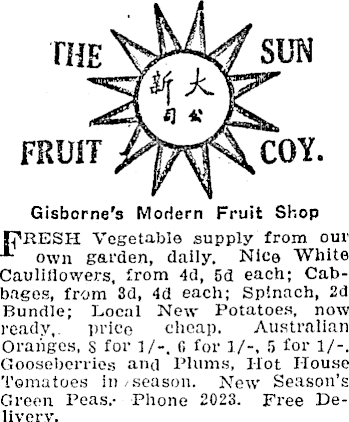 THE SUN
新 大
司 公
FRUIT COY.
Gisborne's Modern Fruit Shop
FRESH Vegetable supply from our
own garden, daily. Nice White
Cauliflowers, from 4d, 5d each; Cab-
bages, from 3d, 4d each; Spinach, 2d
Bundle; Local New Potatoes, now
ready, price cheap. Australian
Oranges, 8 for 1/-, 6 for 1/-, 5 for 1/-.
Gooseberries and Plums, Hot House
Tomatoes in season. New Season's
Green Peas. Phone 2023. Free De-
livery.